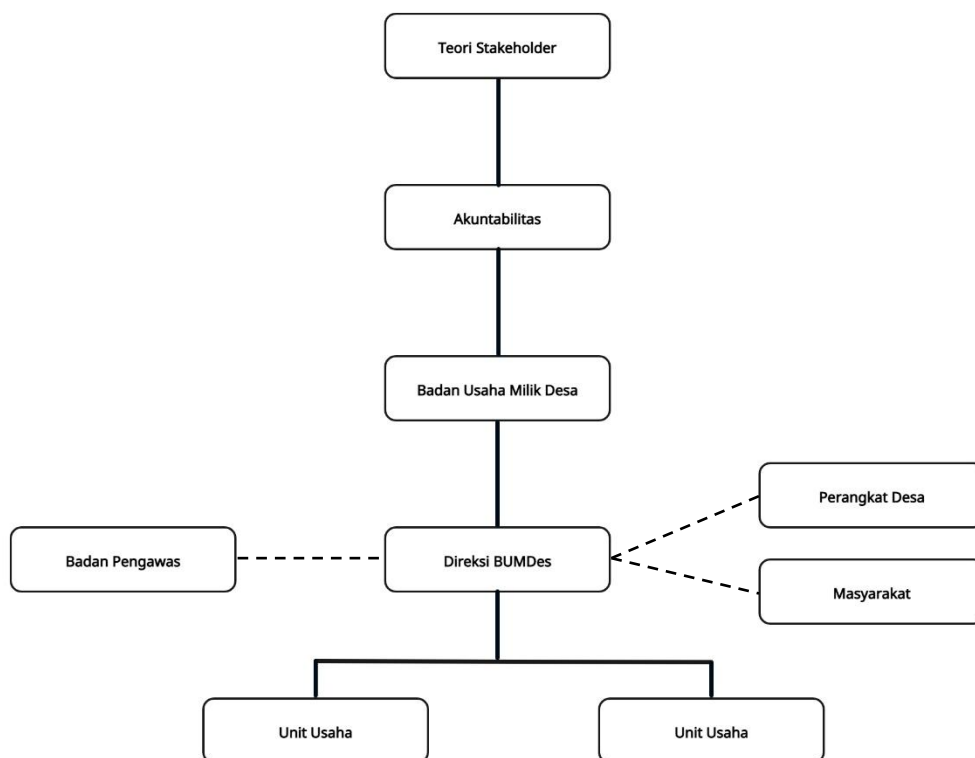 Teori Stakeholder
Akuntabilitas
Badan Usaha Milik Desa
Perangkat Desa
Badan Pengawas
Direksi BUMDes
Masyarakat
Unit Usaha
Unit Usaha